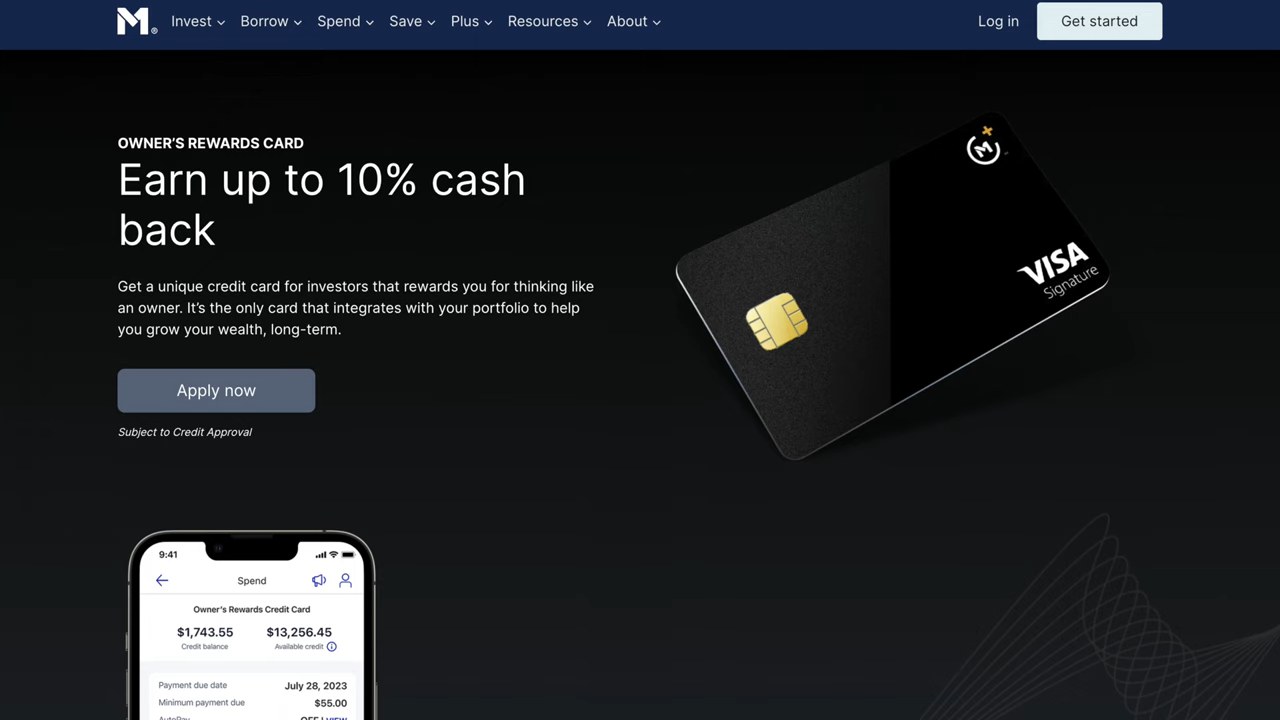 M®
Invest
Borrow
Spend
Save
Plus
Resources
About
Log in
Get started
OWNER'S REWARDS CARD
Earn up to 10% cash
back
Get a unique credit card for investors that rewards you for thinking like
an owner. It's the only card that integrates with your portfolio to help
you grow your wealth, long-term.
Apply now
Subject to Credit Approval
M
VISA
Signature
9:41
Spend
Owner's Rewards Credit Card
$1,743.55 $13,256.45
Credit balance Available credit
Payment due date July 28, 2023
Minimum payment due $55.00
AutoPay OFF | VIEW